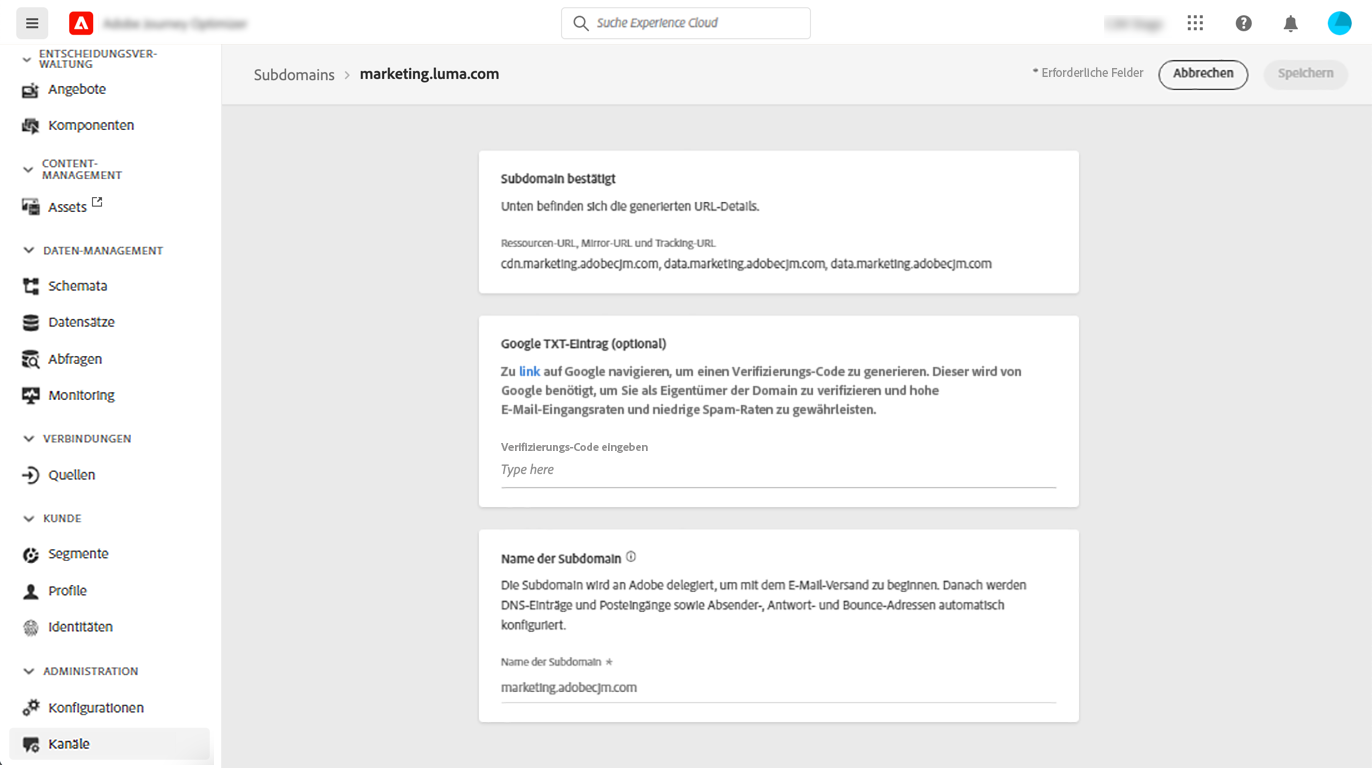 Suche Experience Cloud
ENTSCHEIDUNGSVER-
WALTUNG
Angebote
Komponenten
CONTENT-
MANAGEMENT
Assets
DATEN-MANAGEMENT
Schemata
Datensätze
Abfragen
Monitoring
VERBINDUNGEN
Quellen
KUNDE
Segmente
Profile
Identitäten
ADMINISTRATION
Konfigurationen
Kanäle
Subdomains > marketing.luma.com
* Erforderliche Felder
Abbrechen
Speichern
Subdomain bestätigt
Unten befinden sich die generierten URL-Details.
Ressourcen-URL, Mirror-URL und Tracking-URL
cdn.marketing.adobecjm.com, data.marketing.adobecjm.com, data.marketing.adobecjm.com
Google TXT-Eintrag (optional)
Zu link auf Google navigieren, um einen Verifizierungs-Code zu generieren. Dieser wird von
Google benötigt, um Sie als Eigentümer der Domain zu verifizieren und hohe
E-Mail-Eingangsraten und niedrige Spam-Raten zu gewährleisten.
Verifizierungs-Code eingeben
Type here
Name der Subdomain
Die Subdomain wird an Adobe delegiert, um mit dem E-Mail-Versand zu beginnen. Danach werden
DNS-Einträge und Posteingänge sowie Absender-, Antwort- und Bounce-Adressen automatisch
konfiguriert.
Name der Subdomain *
marketing.adobecjm.com